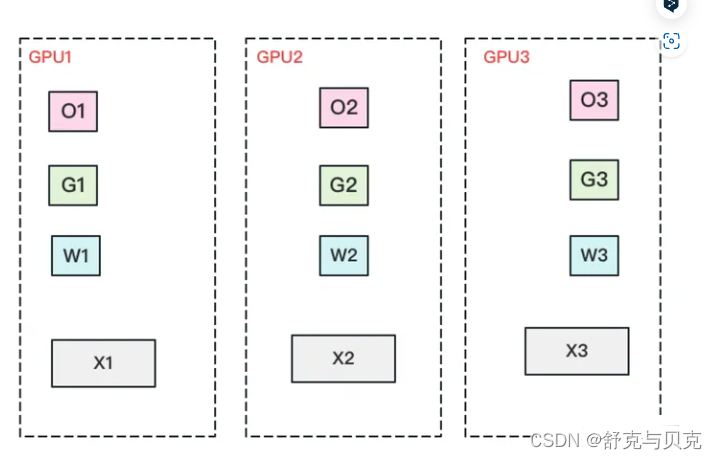 GPU1
GPU2
GPU3
O1
O2
O3
G1
G2
G3
W1
W2
W3
X1
X2
X3
CSDN @舒克与贝克